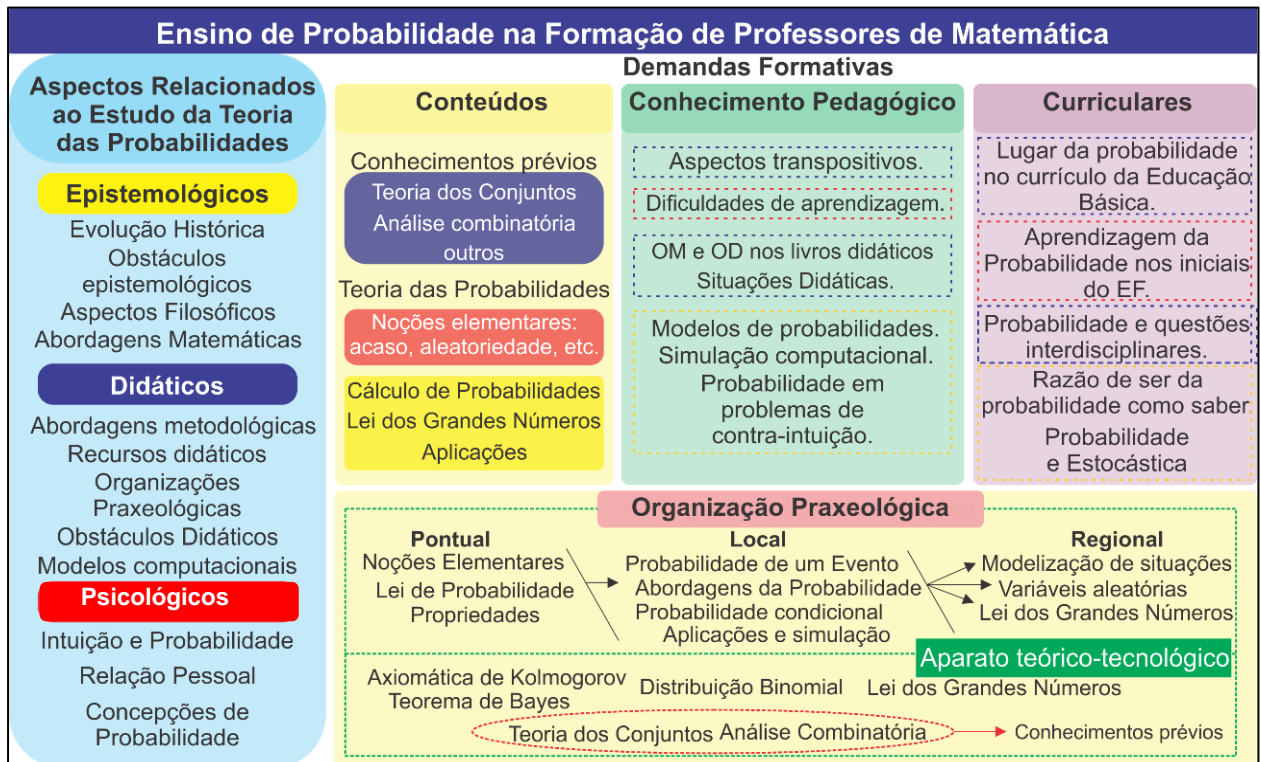 Ensino de Probabilidade na Formação de Professores de Matemática
Aspectos Relacionados
ao Estudo da Teoria
das Probabilidades
Epistemológicos
Evolução Histórica
Obstáculos
epistemológicos
Aspectos Filosóficos
Abordagens Matemáticas
Didáticos
Abordagens metodológicas
Recursos didáticos
Organizações
Praxeológicas
Obstáculos Didáticos
Modelos computacionais
Psicológicos
Intuição e Probabilidade
Relação Pessoal
Concepções de
Probabilidade
Demandas Formativas
Conteúdos
Conhecimentos prévios
Teoria dos Conjuntos
Análise combinatória
outros
Teoria das Probabilidades
Noções elementares:
acaso, aleatoriedade, etc.
Cálculo de Probabilidades
Lei dos Grandes Números
Aplicações
Conhecimento Pedagógico
Aspectos transpositivos.
Dificuldades de aprendizagem.
OM e OD nos livros didáticos
Situações Didáticas.
Modelos de probabilidades.
Simulação computacional.
Probabilidade em
problemas de
contra-intuição.
Curriculares
Lugar da probabilidade
no currículo da Educação
Básica.
Aprendizagem da
Probabilidade nos iniciais
do EF.
Probabilidade e questões
interdisciplinares.
Razão de ser da
probabilidade como saber
Probabilidade
e Estocástica
Organização Praxeológica
Pontual
Noções Elementares
Lei de Probabilidade
Propriedades
Local
Probabilidade de um Evento
Abordagens da Probabilidade
Probabilidade condicional
Aplicações e simulação
Regional
Modelização de situações
Variáveis aleatórias
Lei dos Grandes Números
Aparato teórico-tecnológico
Axiomática de Kolmogorov
Teorema de Bayes
Distribuição Binomial
Lei dos Grandes Números
Teoria dos Conjuntos Análise Combinatória
Conhecimentos prévios